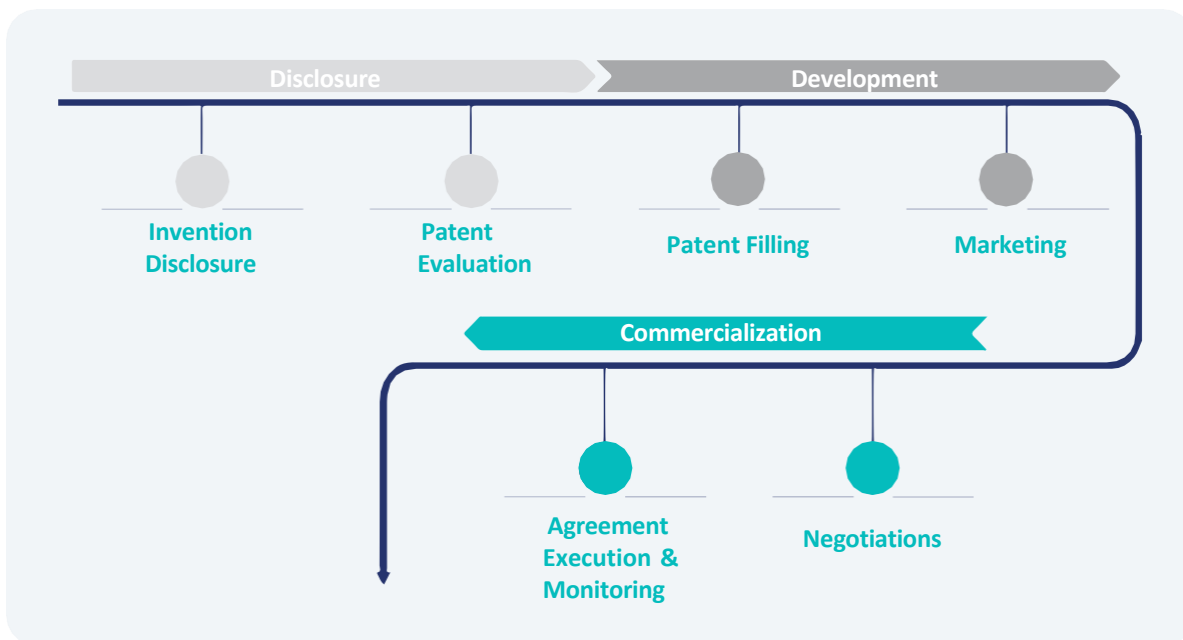 Disclosure
Development
Invention
Disclosure
Patent
Evaluation
Patent Filling
Marketing
Commercialization
Agreement
Execution &
Monitoring
Negotiations